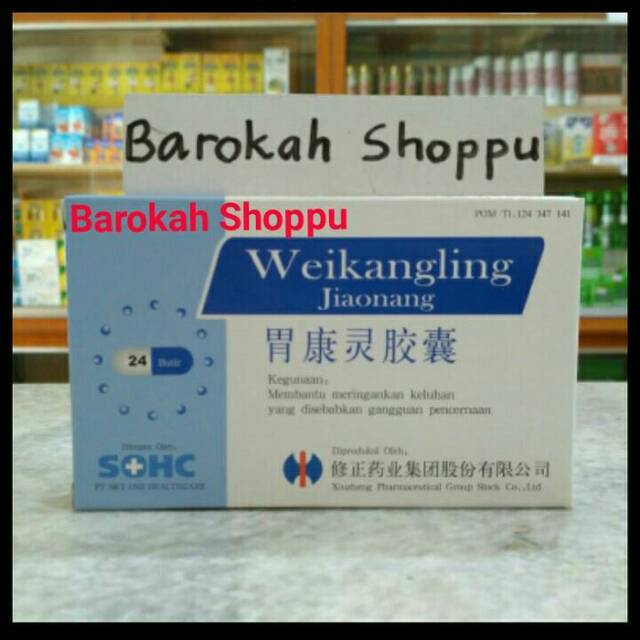 Barokah Shoppu
Barokah Shoppu
POM TI. 124 347 141
Weikangling
Jiaonang
胃康灵胶囊
24 Butir
Kegunaan:
Membantu meringankan keluhan
yang disebabkan gangguan pencernaan
Diimpor Oleh:
SOHC
PT. SKY ONE HEALTHCARE
Diproduksi Oleh:
修正药业集团股份有限公司
Xiuzheng Pharmaceutical Group Stock Co.,Ltd